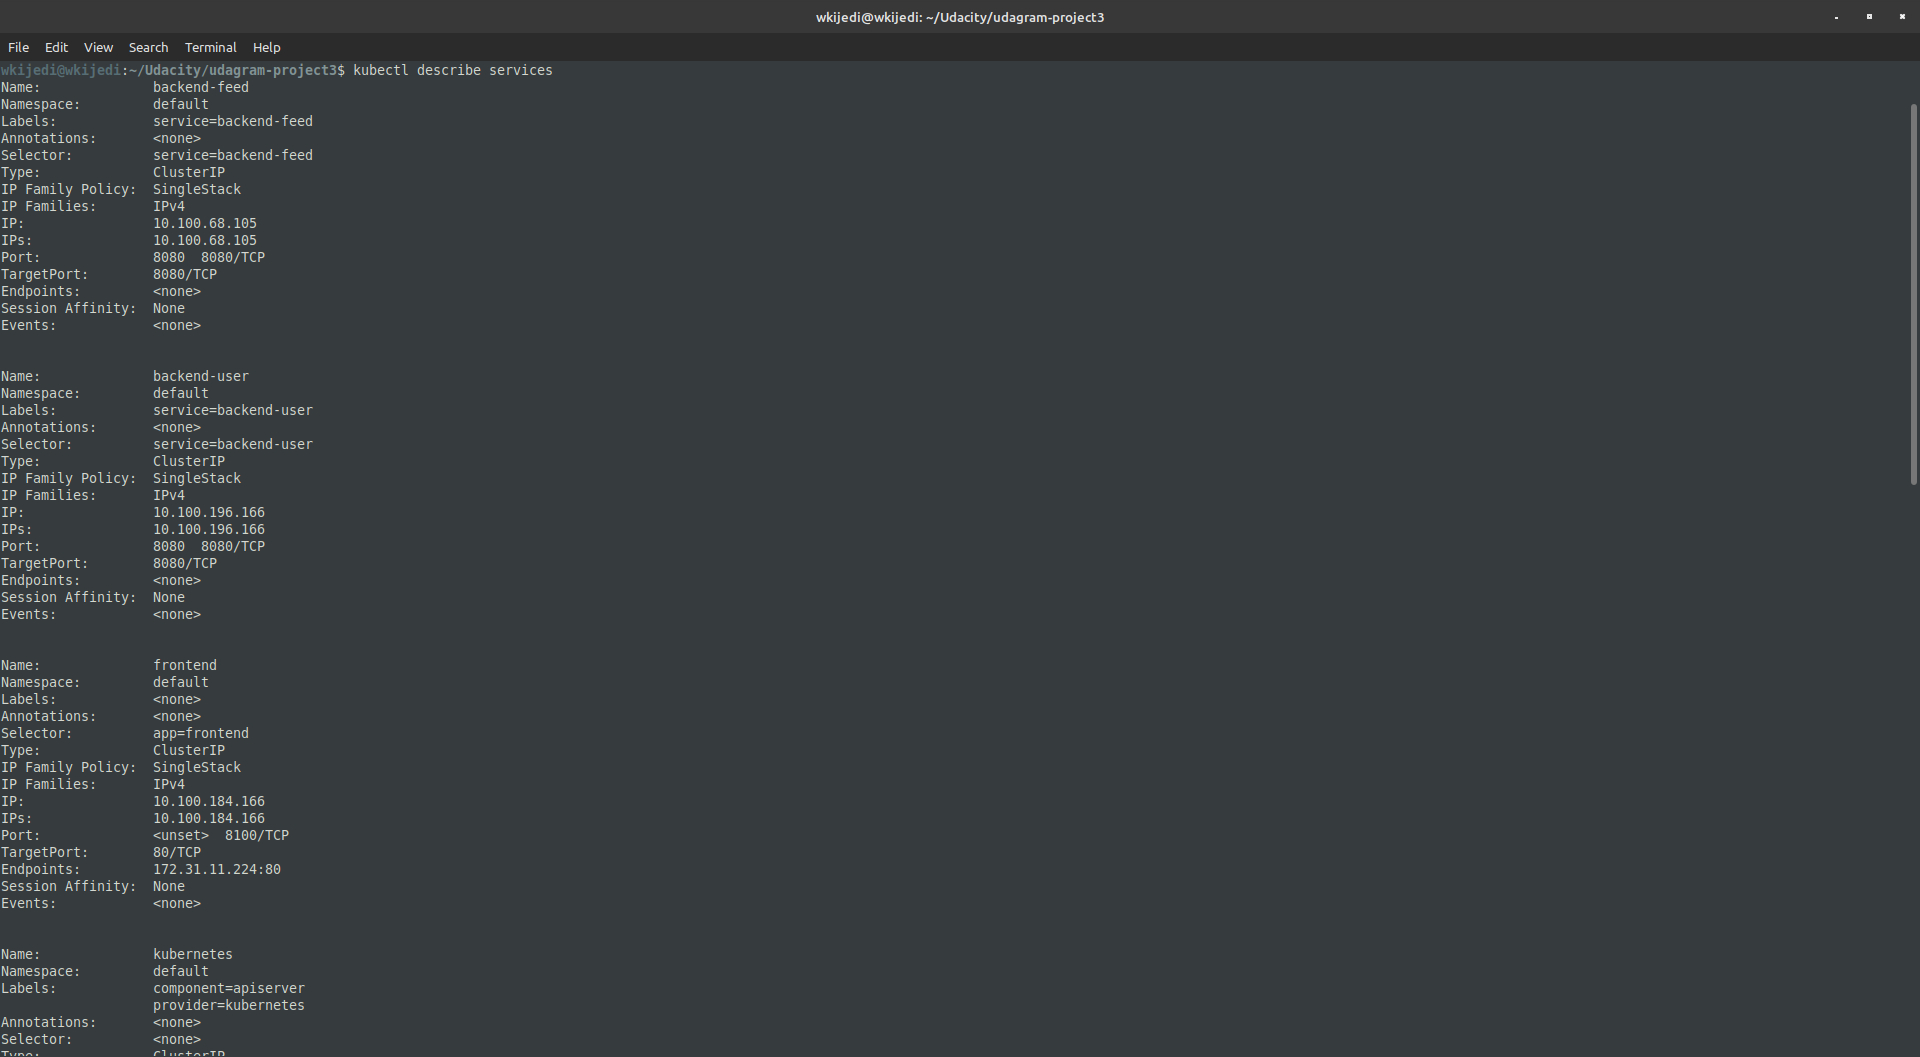 wkijedi@wkijedi: ~/Udacity/udagram-project3
File Edit View Search Terminal Help
wkijedi@wkijedi:~/Udacity/udagram-project3$ kubectl describe services
Name:              backend-feed
Namespace:         default
Labels:            service=backend-feed
Annotations:       <none>
Selector:          service=backend-feed
Type:              ClusterIP
IP Family Policy:  SingleStack
IP Families:       IPv4
IP:                10.100.68.105
IPs:               10.100.68.105
Port:              8080  8080/TCP
TargetPort:        8080/TCP
Endpoints:         <none>
Session Affinity:  None
Events:            <none>
Name:              backend-user
Namespace:         default
Labels:            service=backend-user
Annotations:       <none>
Selector:          service=backend-user
Type:              ClusterIP
IP Family Policy:  SingleStack
IP Families:       IPv4
IP:                10.100.196.166
IPs:               10.100.196.166
Port:              8080  8080/TCP
TargetPort:        8080/TCP
Endpoints:         <none>
Session Affinity:  None
Events:            <none>
Name:              frontend
Namespace:         default
Labels:            <none>
Annotations:       <none>
Selector:          app=frontend
Type:              ClusterIP
IP Family Policy:  SingleStack
IP Families:       IPv4
IP:                10.100.184.166
IPs:               10.100.184.166
Port:              <unset>  8100/TCP
TargetPort:        80/TCP
Endpoints:         172.31.11.224:80
Session Affinity:  None
Events:            <none>
Name:              kubernetes
Namespace:         default
Labels:            component=apiserver
                   provider=kubernetes
Annotations:       <none>
Selector:          <none>
Type:              ClusterIP